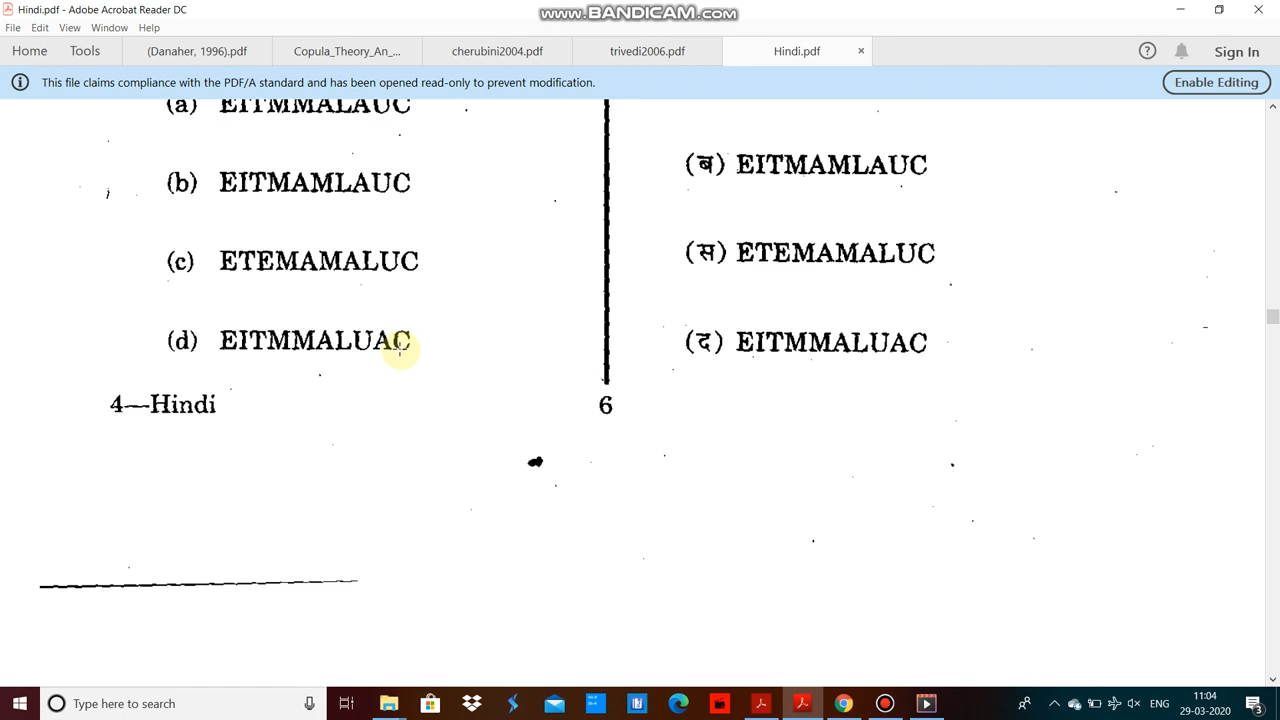 Hindi.pdf - Adobe Acrobat Reader DC
www.BANDICAM.com
File Edit View Window Help
Home Tools (Danaher, 1996).pdf Copula_Theory_An_... cherubini2004.pdf trivedi2006.pdf Hindi.pdf × Sign In
This file claims compliance with the PDF/A standard and has been opened read-only to prevent modification. Enable Editing
(a) EITMMALAUC
(b) EITMAMLAUC
(c) ETEMAMALUC
(d) EITMMALUAC
4—Hindi
(ब) EITMAMLAUC
(स) ETEMAMALUC
(द) EITMMALUAC
6
Type here to search
ENG
11:04
29-03-2020
3